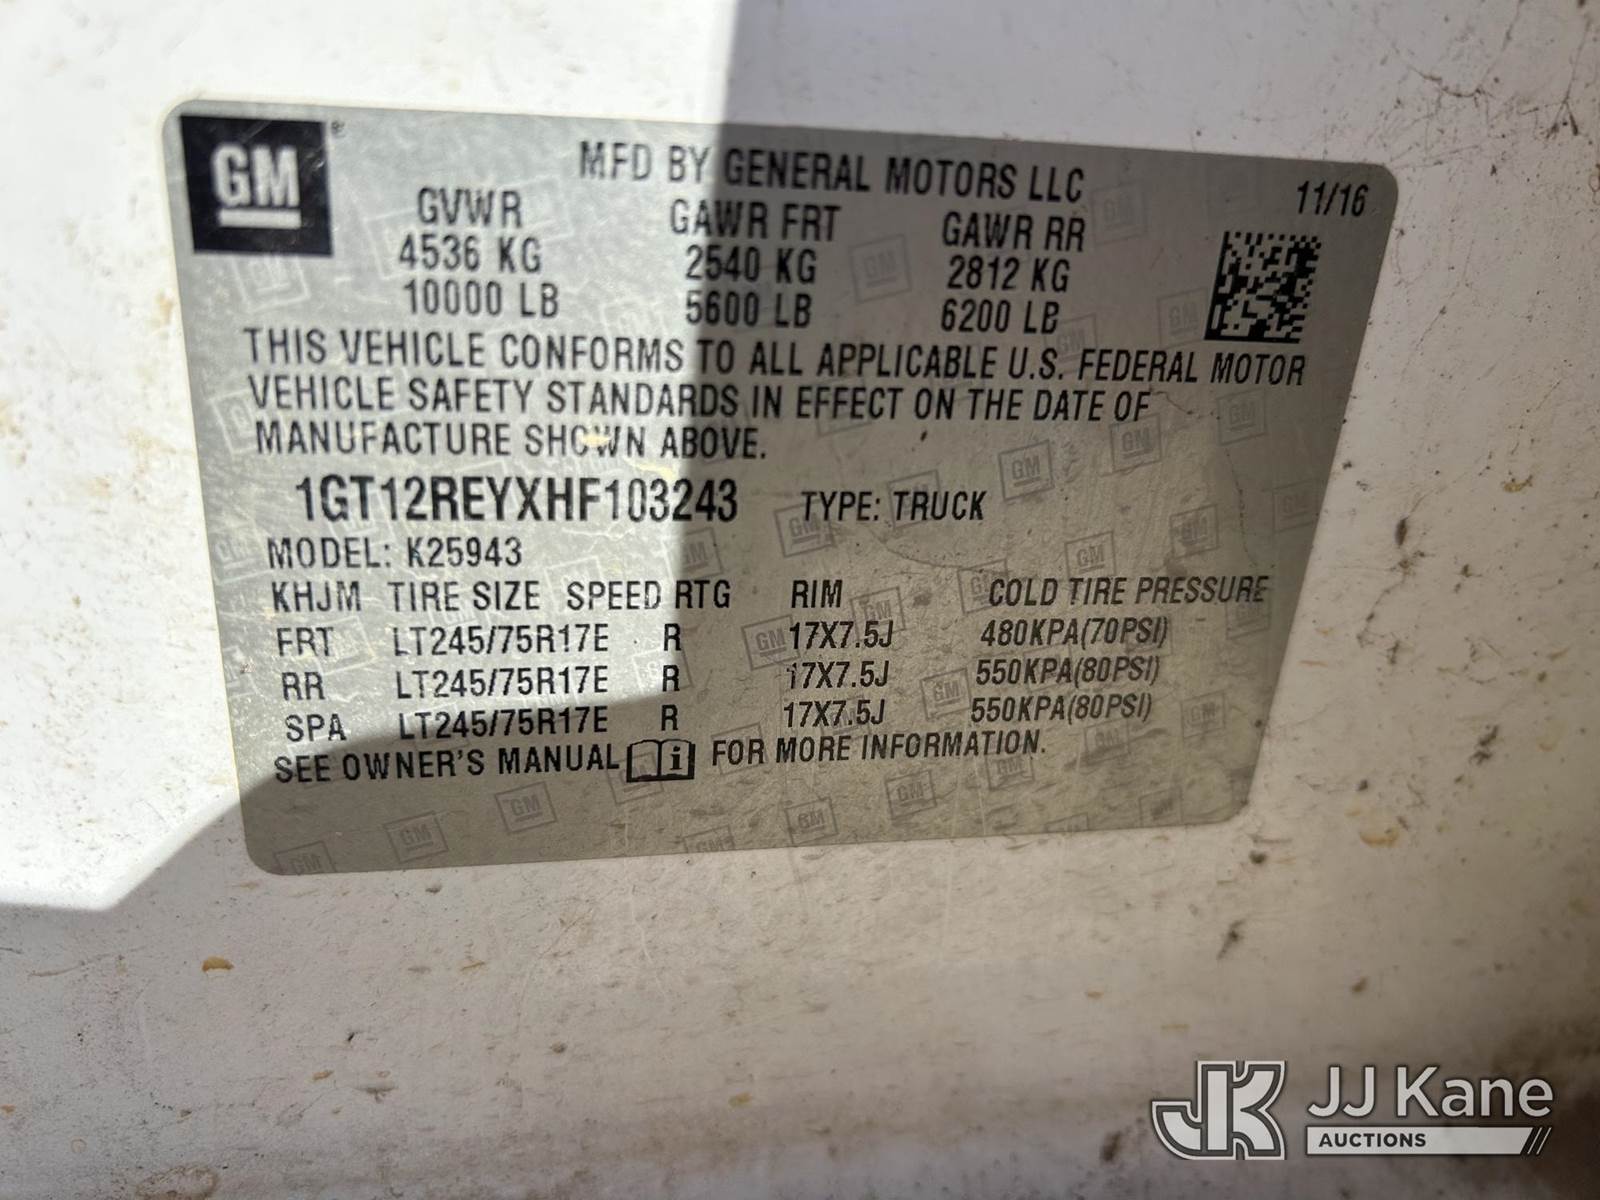 GM ®
MFD BY GENERAL MOTORS LLC 11/16
GVWR GAWR FRT GAWR RR
4536 KG 2540 KG 2812 KG
10000 LB 5600 LB 6200 LB
THIS VEHICLE CONFORMS TO ALL APPLICABLE U.S. FEDERAL MOTOR
VEHICLE SAFETY STANDARDS IN EFFECT ON THE DATE OF
MANUFACTURE SHOWN ABOVE.
1GT12REYXHF103243 TYPE: TRUCK
MODEL: K25943
KHJM TIRE SIZE SPEED RTG RIM COLD TIRE PRESSURE
FRT LT245/75R17E R 17X7.5J 480KPA(70PSI)
RR LT245/75R17E R 17X7.5J 550KPA(80PSI)
SPA LT245/75R17E R 17X7.5J 550KPA(80PSI)
SEE OWNER'S MANUAL i FOR MORE INFORMATION.
JK JJ Kane
AUCTIONS